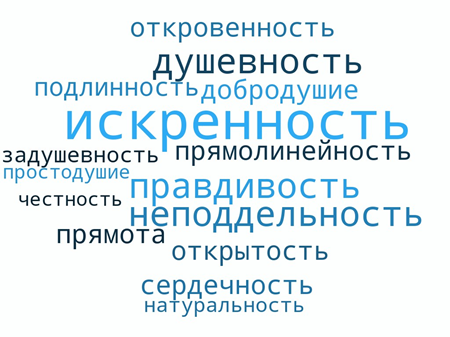 откровенность
душевность
подлинность добродушие
искренность
задушевность прямолинейность
простодушие правдивость
честность неподдельность
прямота
открытость
сердечность
натуральность